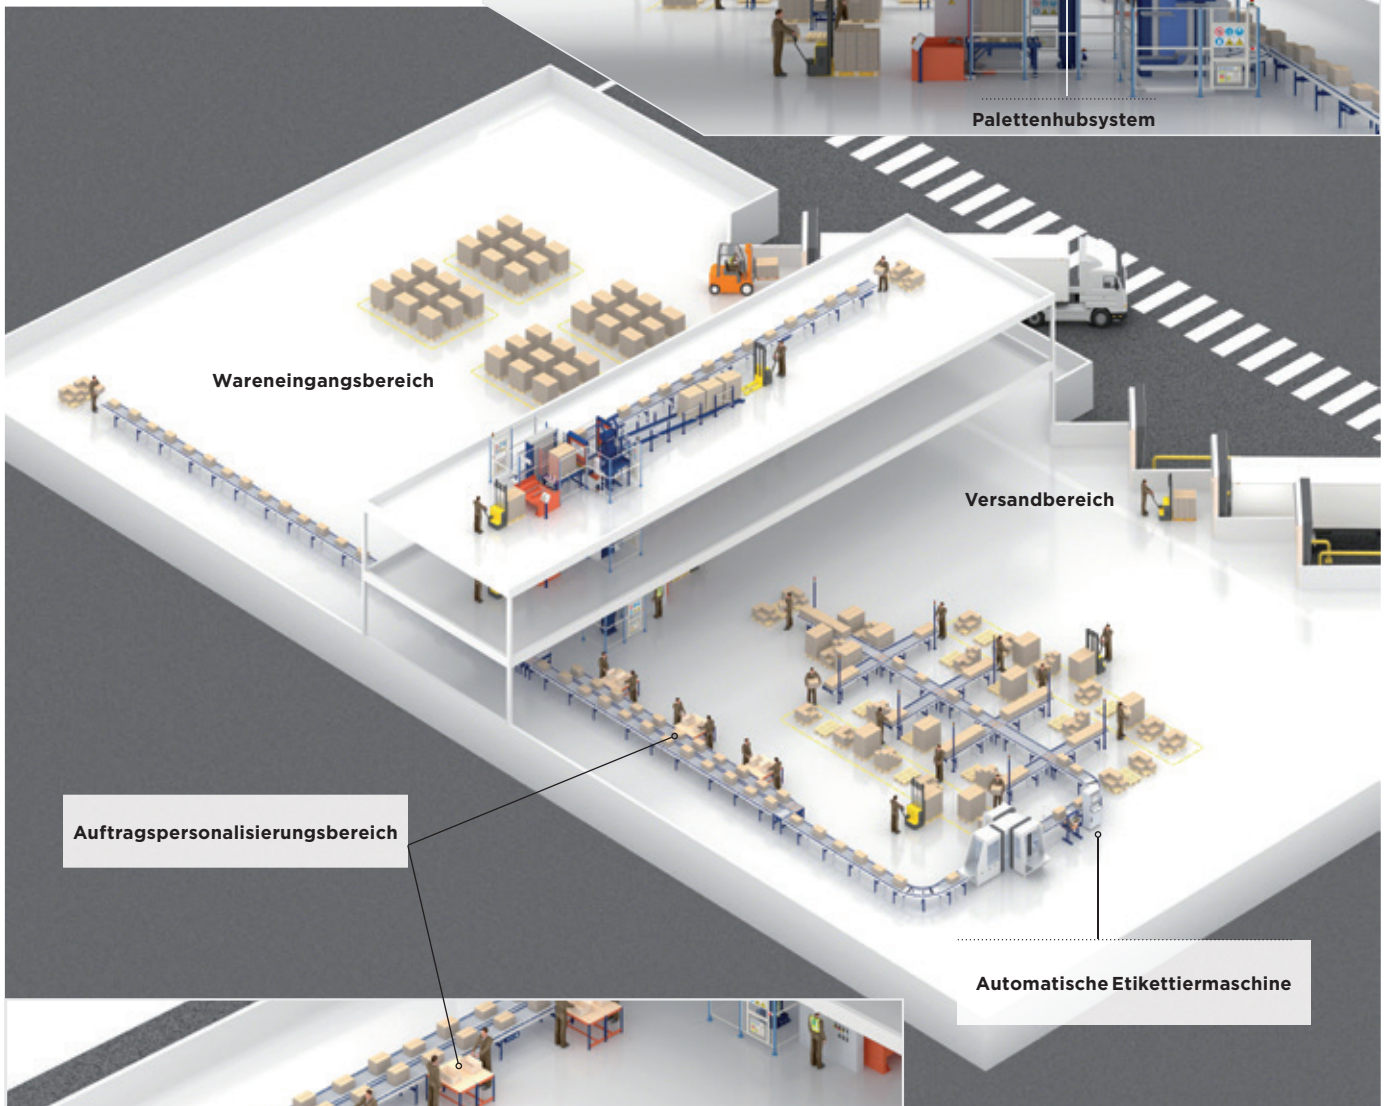 Palettenhubsystem
Wareneingangsbereich
Versandbereich
Auftragspersonalisierungsbereich
Automatische Etikettiermaschine